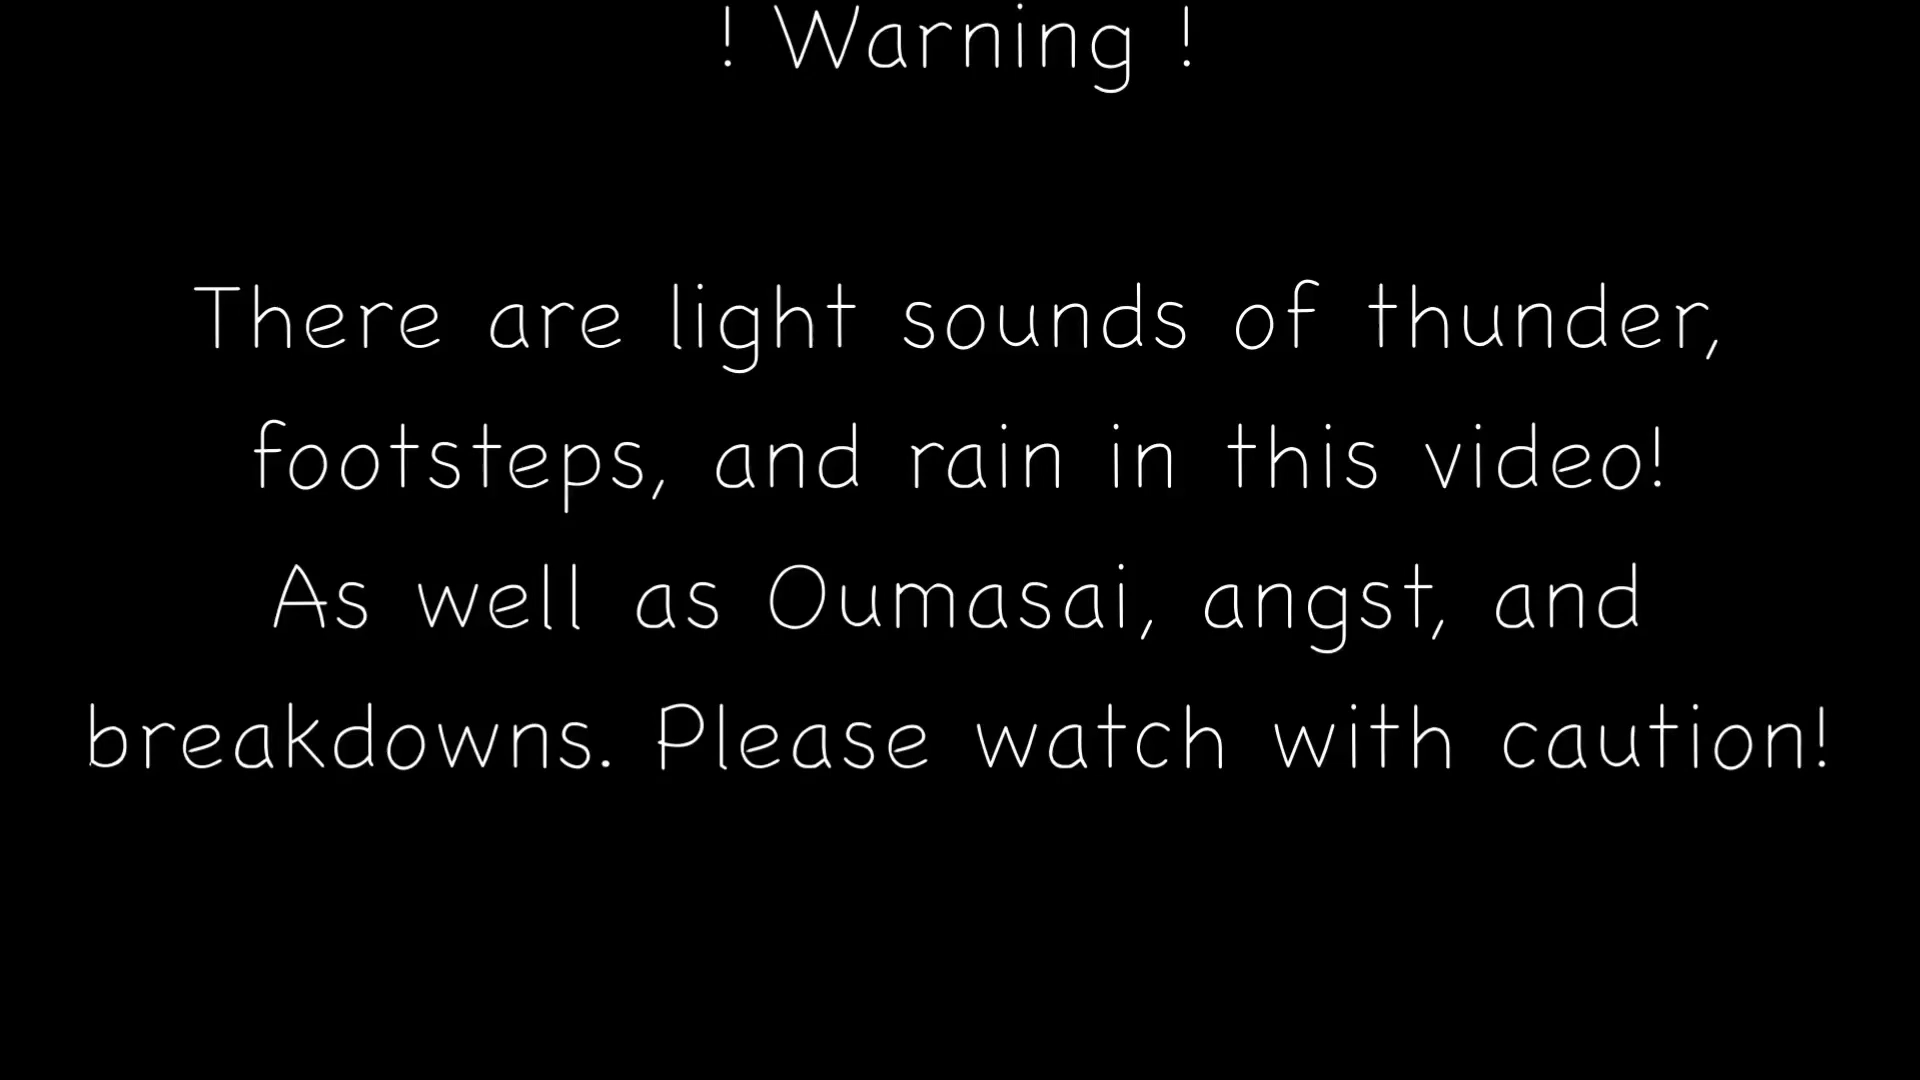 ! Warning !
There are light sounds of thunder,
footsteps, and rain in this video!
As well as Oumasai, angst, and
breakdowns. Please watch with caution!